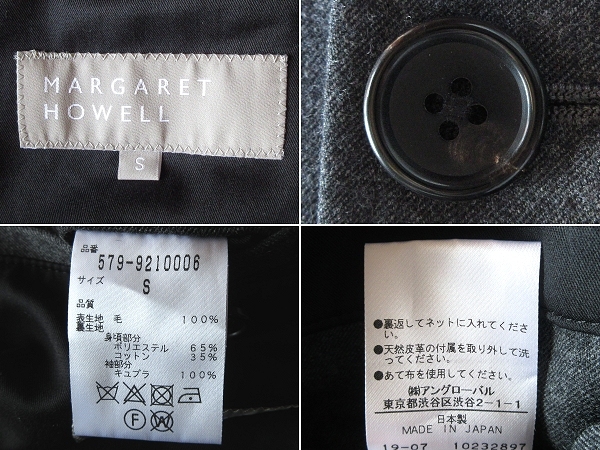 MARGARET
HOWELL
S
品番
579-9210006
サイズ
S
品質
表生地 毛 100%
裏生地
身頃部分
ポリエステル 65%
コットン 35%
袖部分
キュプラ 100%
F W
●裏返してネットに入れてくださ
い。
●天然皮革の付属を取り外して洗
ってください。
●あて布を使用してください。
㈱アングローバル
東京都渋谷区渋谷2-1-1
日本製
MADE IN JAPAN
19-07 10232897